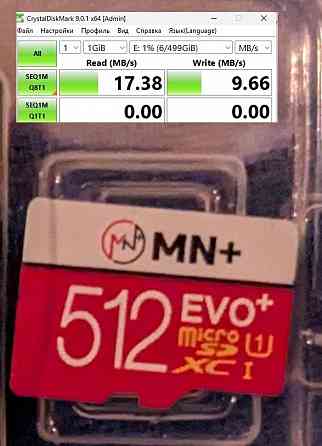 CrystalDiskMark 9.0.1 x64 [Admin]
Файл Настройки Профиль Вид Справка Язык(Language)
All 1 1GiB E: 1% (6/499GiB) MB/s
Read (MB/s) Write (MB/s)
SEQ1M
Q8T1
17.38 9.66
SEQ1M
Q1T1
0.00 0.00
MN MN+
512 EVO+
micro
SD
XC I
U1